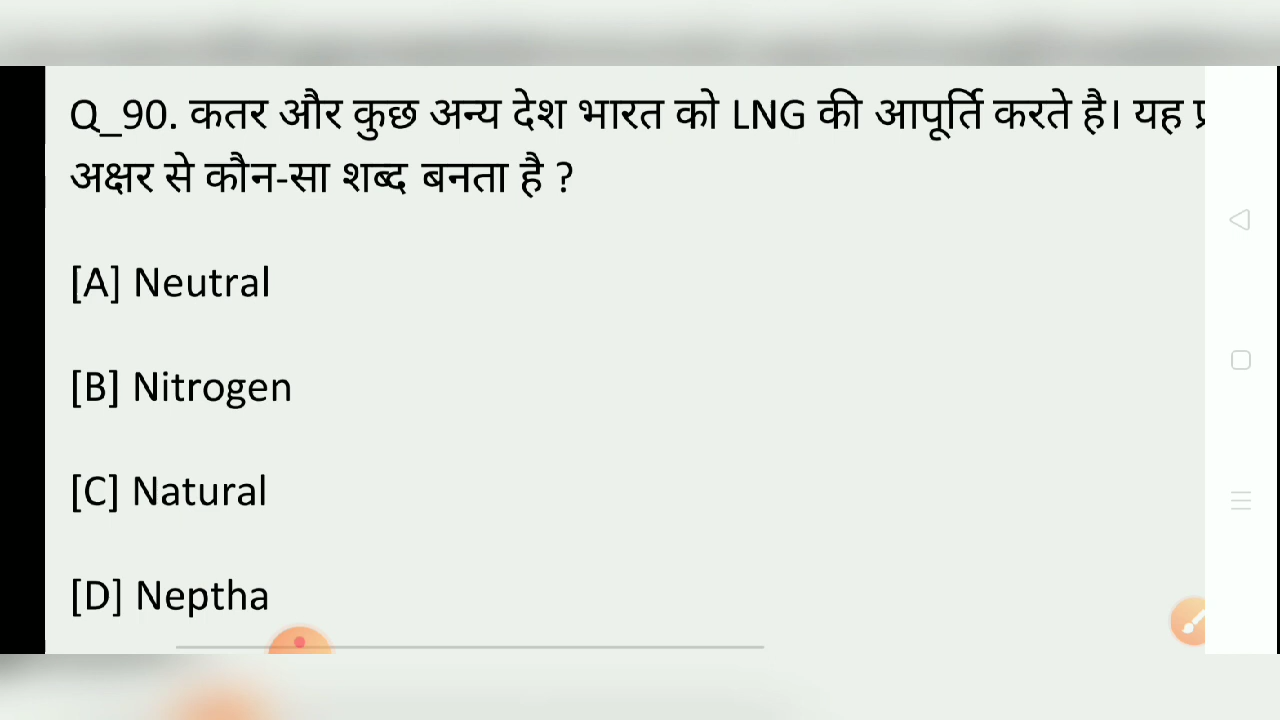 Q_90. कतर और कुछ अन्य देश भारत को LNG की आपूर्ति करते है। यह
अक्षर से कौन-सा शब्द बनता है ?
[A] Neutral
[B] Nitrogen
[C] Natural
[D] Neptha